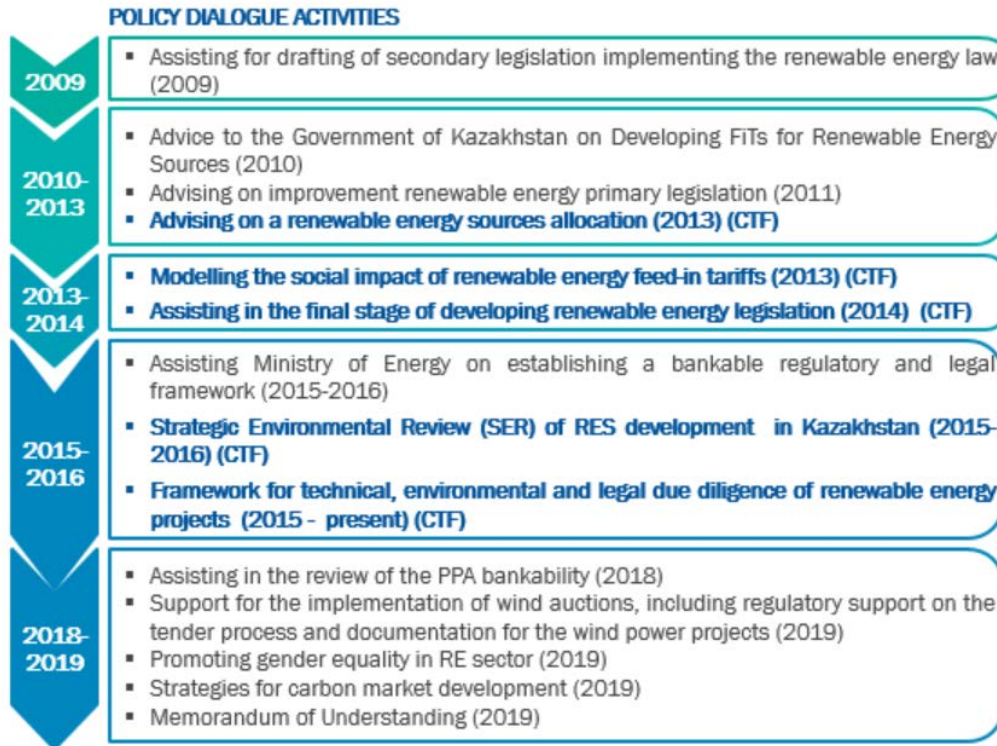 POLICY DIALOGUE ACTIVITIES
2009
▪ Assisting for drafting of secondary legislation implementing the renewable energy law
(2009)
2010-
2013
▪ Advice to the Government of Kazakhstan on Developing FiTs for Renewable Energy
Sources (2010)
▪ Advising on improvement renewable energy primary legislation (2011)
▪ Advising on a renewable energy sources allocation (2013) (CTF)
2013-
2014
▪ Modelling the social impact of renewable energy feed-in tariffs (2013) (CTF)
▪ Assisting in the final stage of developing renewable energy legislation (2014) (CTF)
2015-
2016
▪ Assisting Ministry of Energy on establishing a bankable regulatory and legal
framework (2015-2016)
▪ Strategic Environmental Review (SER) of RES development in Kazakhstan (2015-
2016) (CTF)
▪ Framework for technical, environmental and legal due diligence of renewable energy
projects (2015 - present) (CTF)
2018-
2019
▪ Assisting in the review of the PPA bankability (2018)
▪ Support for the implementation of wind auctions, including regulatory support on the
tender process and documentation for the wind power projects (2019)
▪ Promoting gender equality in RE sector (2019)
▪ Strategies for carbon market development (2019)
▪ Memorandum of Understanding (2019)